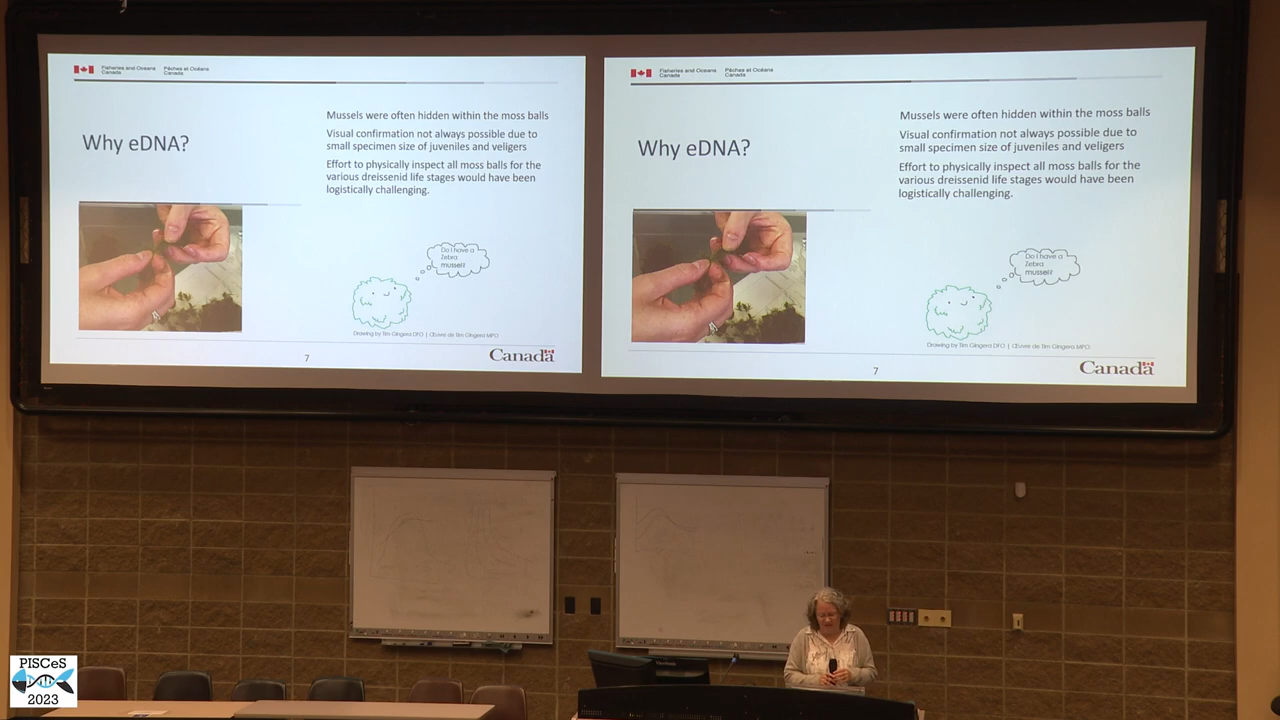 Fisheries and Oceans
Canada
Pêches et Océans
Canada
Why eDNA?
Mussels were often hidden within the moss balls
Visual confirmation not always possible due to
small specimen size of juveniles and veligers
Effort to physically inspect all moss balls for the
various dreissenid life stages would have been
logistically challenging.
Do I have a
Zebra
mussel?
Drawing by Tim Gingera DFO | Œuvre de Tim Gingera MPO
7
Canada
Fisheries and Oceans
Canada
Pêches et Océans
Canada
Why eDNA?
Mussels were often hidden within the moss balls
Visual confirmation not always possible due to
small specimen size of juveniles and veligers
Effort to physically inspect all moss balls for the
various dreissenid life stages would have been
logistically challenging.
Do I have a
Zebra
mussel?
Drawing by Tim Gingera DFO | Œuvre de Tim Gingera MPO
7
Canada
PISCeS
2023